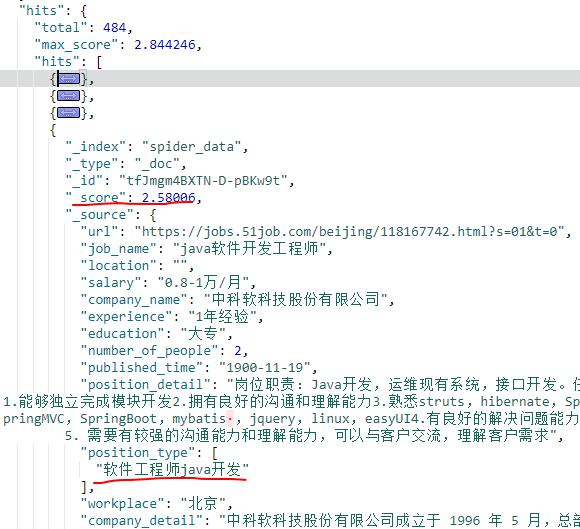 "hits": {
"total": 484,
"max_score": 2.844246,
"hits": [
{ },
{ },
{ },
{
"_index": "spider_data",
"_type": "_doc",
"_id": "tfJmgm4BXTN-D-pBKw9t",
"_score": 2.58006,
"_source": {
"url": "https://jobs.51job.com/beijing/118167742.html?s=01&t=0",
"job_name": "java软件开发工程师",
"location": "",
"salary": "0.8-1万/月",
"company_name": "中科软科技股份有限公司",
"experience": "1年经验",
"education": "大专",
"number_of_people": 2,
"published_time": "1900-11-19",
"position_detail": "岗位职责：Java开发，运维现有系统，接口开发。任
1.能够独立完成模块开发2.拥有良好的沟通和理解能力3.熟悉struts, hibernate, Sp
ringMVC, SpringBoot, mybatis·, jquery, linux, easyUI4.有良好的解决问题能力
5. 需要有较强的沟通能力和理解能力，可以与客户交流，理解客户需求",
"position_type": [
"软件工程师java开发"
],
"workplace": "北京",
"company_detail": "中科软科技股份有限公司成立于 1996 年 5 月，总部